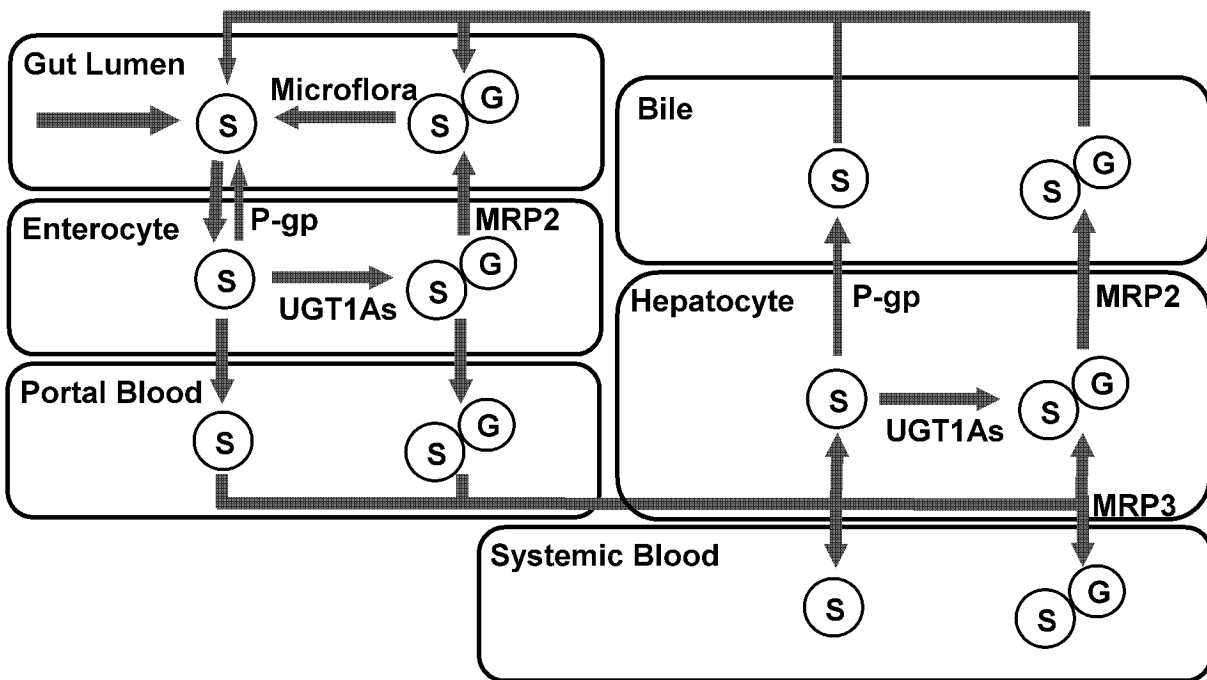 Gut Lumen
Microflora
S
S
G
P-gp
MRP2
Enterocyte
S
UGT1As
S
G
Portal Blood
S
S
G
Bile
S
S
G
P-gp
MRP2
Hepatocyte
S
UGT1As
S
G
MRP3
Systemic Blood
S
S
G